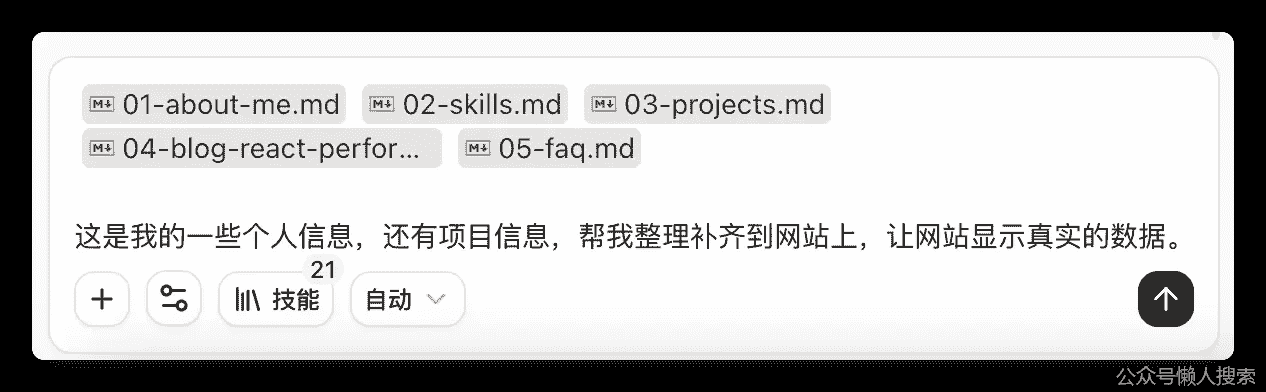 01-about-me.md 02-skills.md 03-projects.md
04-blog-react-perfor... 05-faq.md
这是我的一些个人信息，还有项目信息，帮我整理补齐到网站上，让网站显示真实的数据。
21
技能 自动
公众号懒人搜索